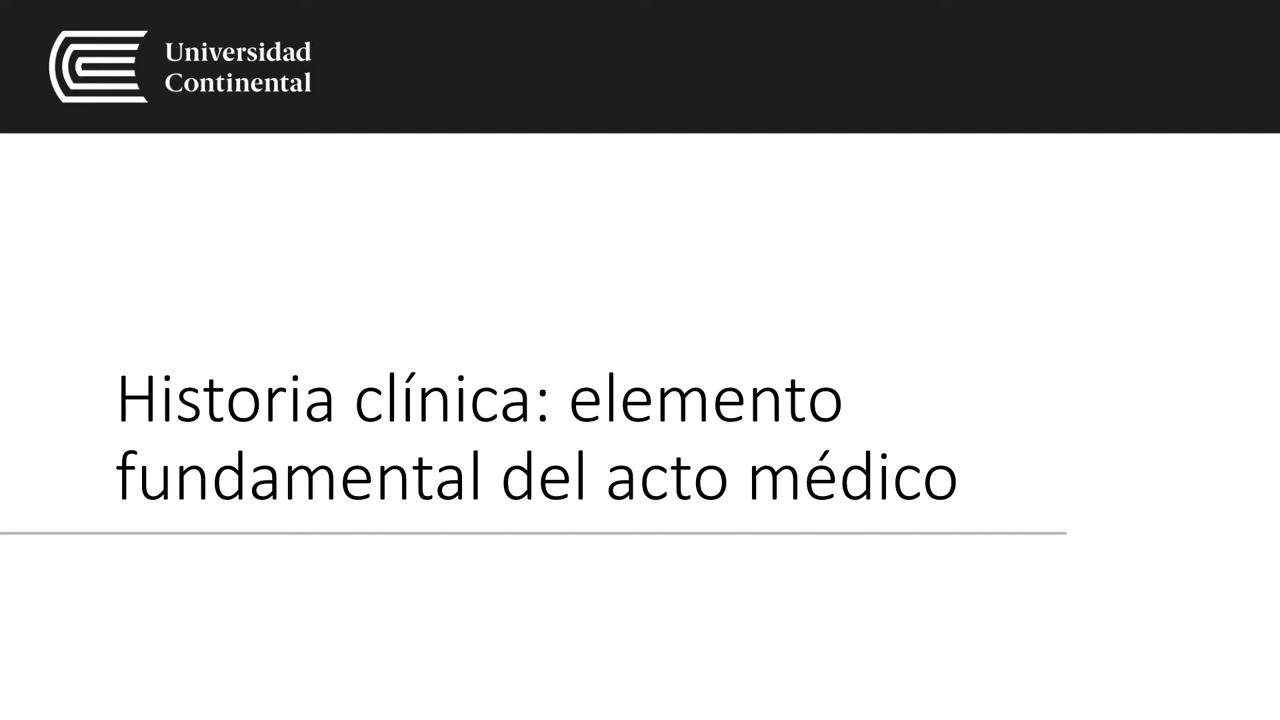 Universidad
Continental
Historia clínica: elemento
fundamental del acto médico